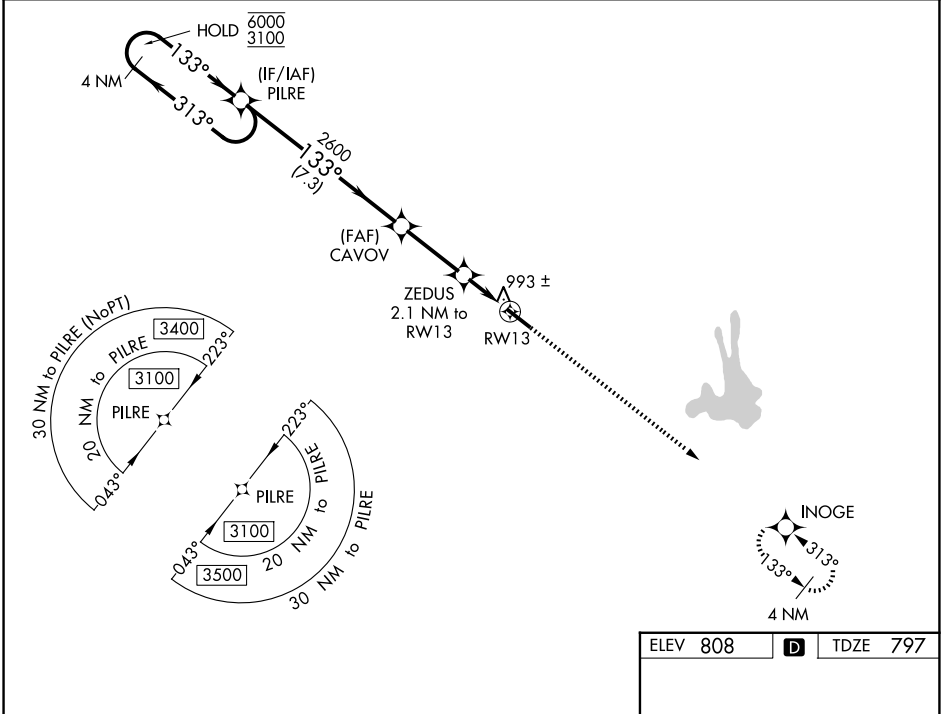 HOLD 6000
3100
133°
4 NM
313°
(IF/IAF)
PILRE
2600
133°
(7.3)
(FAF)
CAVOV
ZEDUS
2.1 NM to
RW13
993 ±
RW13
30 NM to PILRE (NoPT)
3400
20 NM to PILRE
3100
223°
PILRE
043°
223°
PILRE
3100
20 NM to PILRE
043°
3500
30 NM to PILRE
INOGE
313°
133°
4 NM
ELEV 808 D TDZE 797